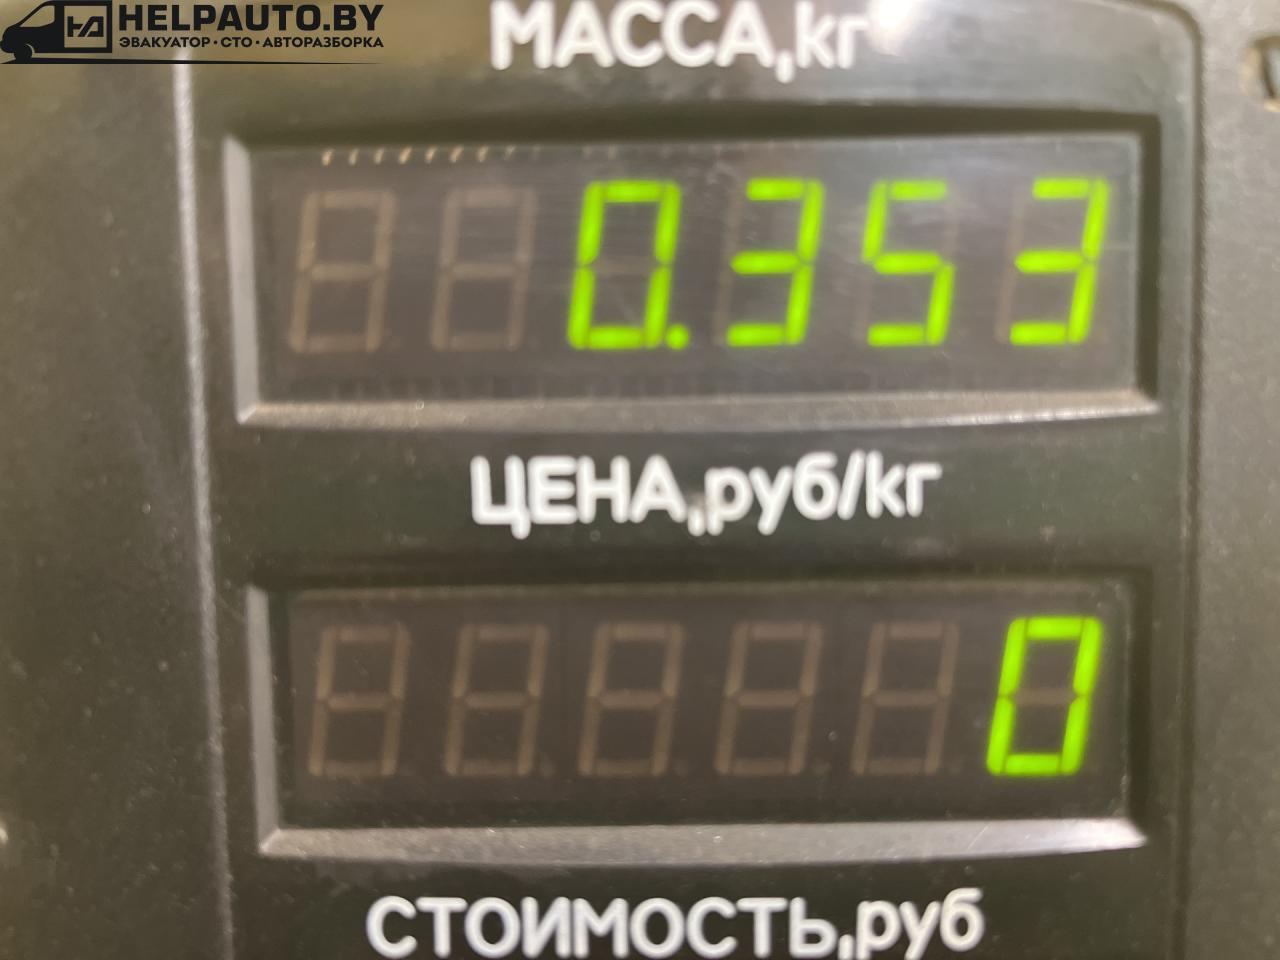 HELPAUTO.BY
ЭВАКУАТОР • СТО • АВТОРАЗБОРКА
МАССА,кг
0.353
ЦЕНА,руб/кг
0
СТОИМОСТЬ,руб